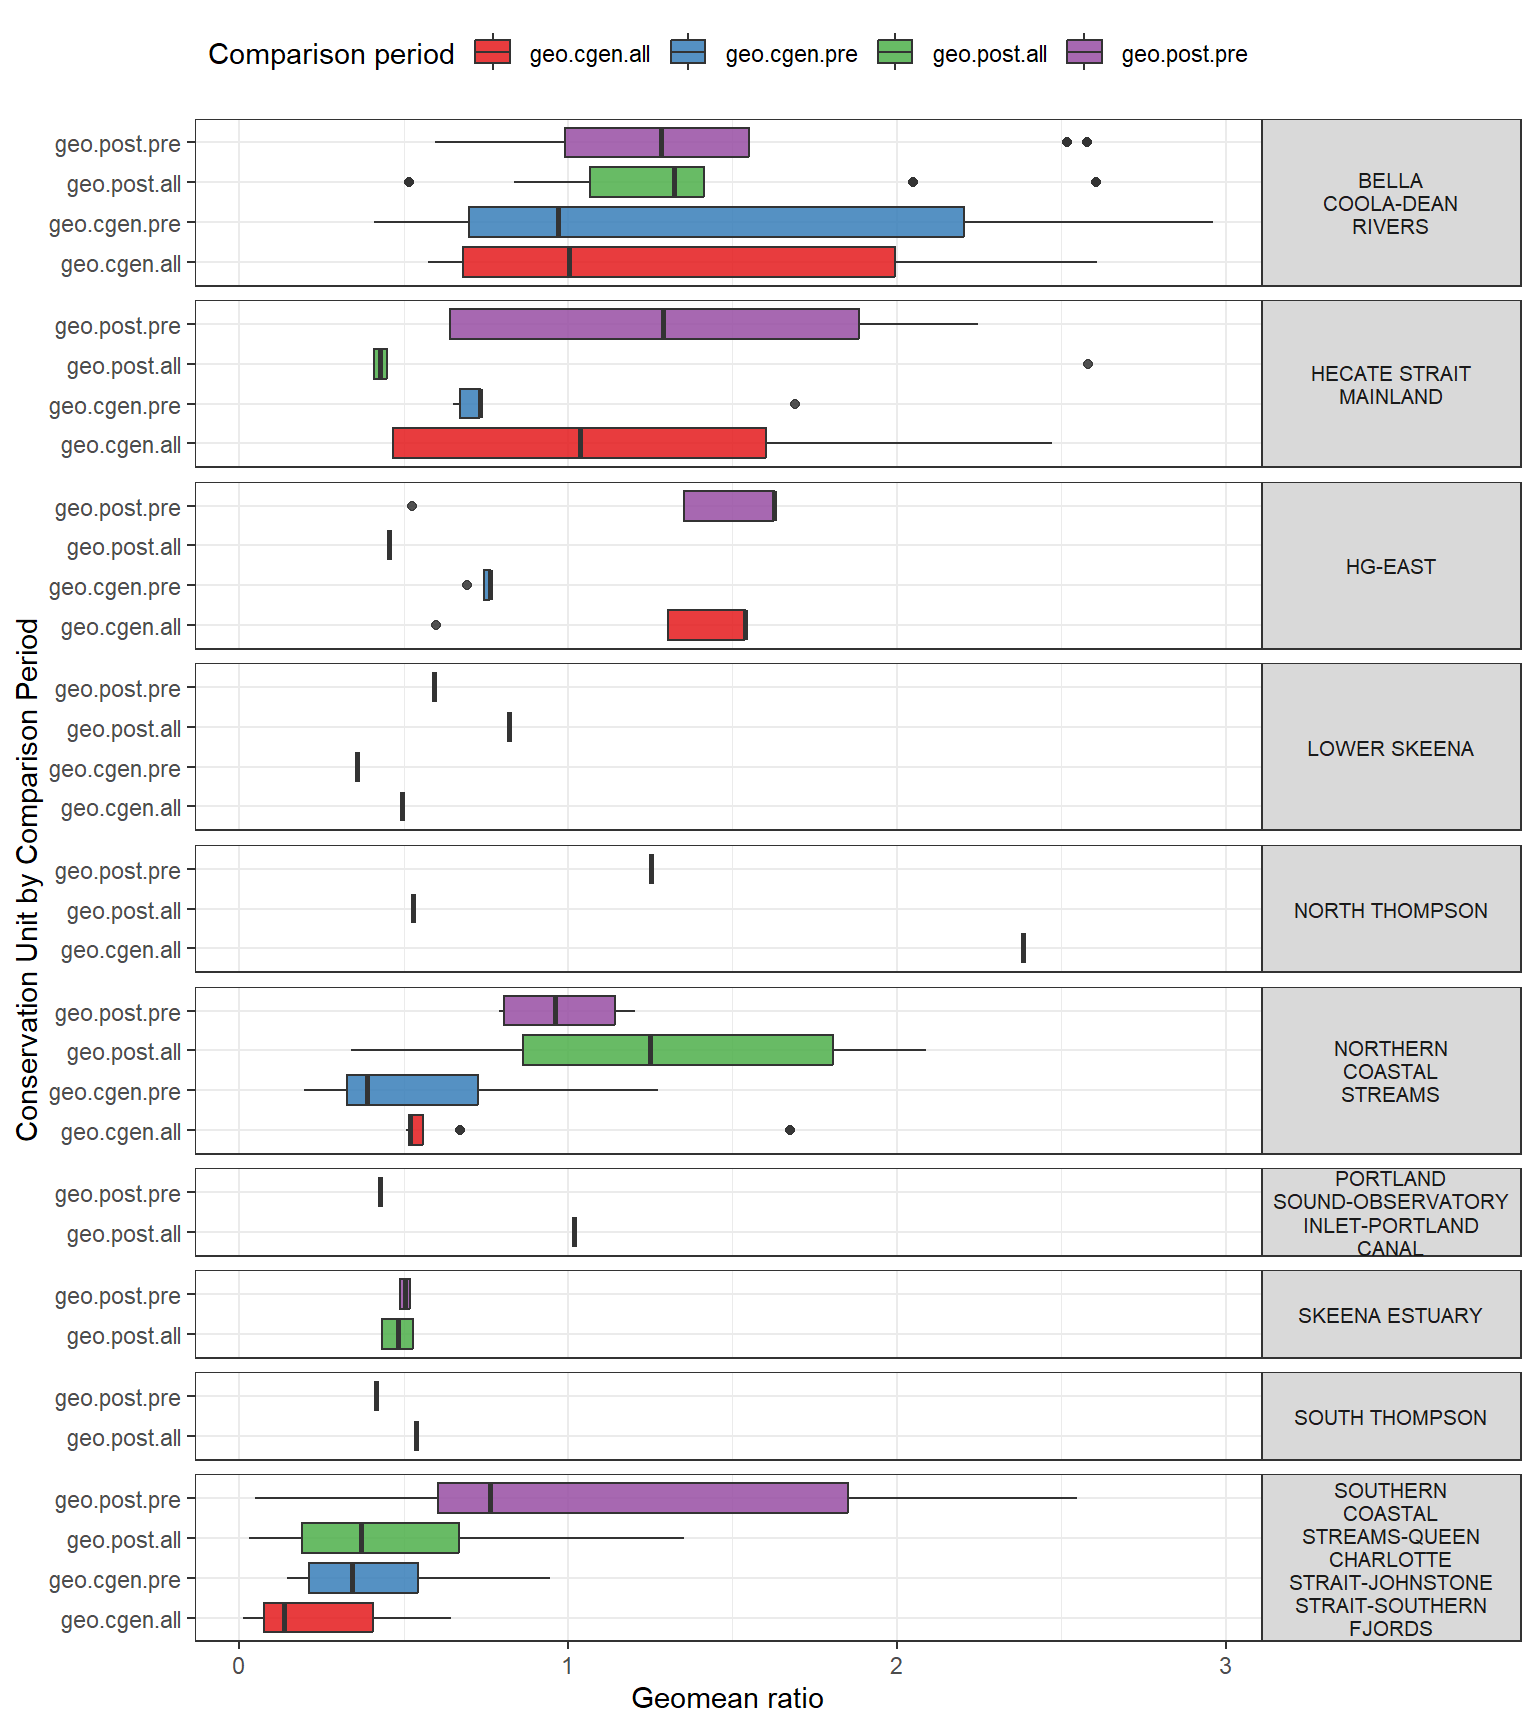 Comparison period
geo.cgen.all
geo.cgen.pre
geo.post.all
geo.post.pre
Conservation Unit by Comparison Period
geo.post.pre
geo.post.all
geo.cgen.pre
geo.cgen.all
BELLA
COOLA-DEAN
RIVERS
geo.post.pre
geo.post.all
geo.cgen.pre
geo.cgen.all
HECATE STRAIT
MAINLAND
geo.post.pre
geo.post.all
geo.cgen.pre
geo.cgen.all
HG-EAST
geo.post.pre
geo.post.all
geo.cgen.pre
geo.cgen.all
LOWER SKEENA
geo.post.pre
geo.post.all
geo.cgen.all
NORTH THOMPSON
geo.post.pre
geo.post.all
geo.cgen.pre
geo.cgen.all
NORTHERN
COASTAL
STREAMS
geo.post.pre
geo.post.all
PORTLAND
SOUND-OBSERVATORY
INLET-PORTLAND
CANAL
geo.post.pre
geo.post.all
SKEENA ESTUARY
geo.post.pre
geo.post.all
SOUTH THOMPSON
geo.post.pre
geo.post.all
geo.cgen.pre
geo.cgen.all
SOUTHERN
COASTAL
STREAMS-QUEEN
CHARLOTTE
STRAIT-JOHNSTONE
STRAIT-SOUTHERN
FJORDS
0
1
2
3
Geomean ratio